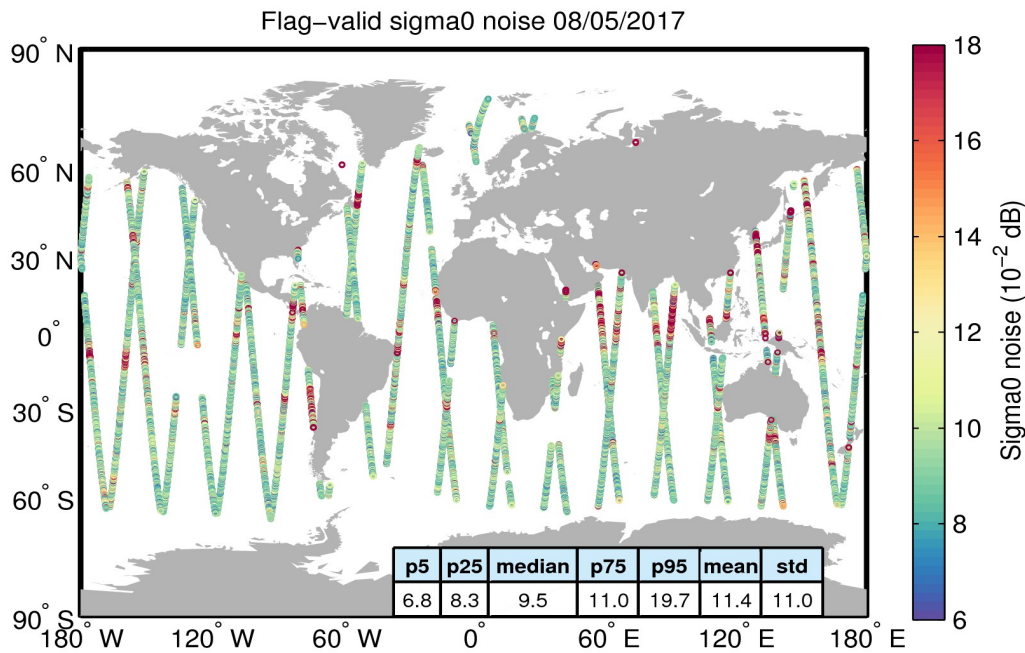 Flag−valid sigma0 noise 08/05/2017
90° N
60° N
30° N
0°
30° S
60° S
90° S
180° W
120° W
60° W
0°
60° E
120° E
180° E
p5 p25 median p75 p95 mean std
6.8 8.3 9.5 11.0 19.7 11.4 11.0
18
16
14
12
10
8
6
Sigma0 noise (10⁻² dB)